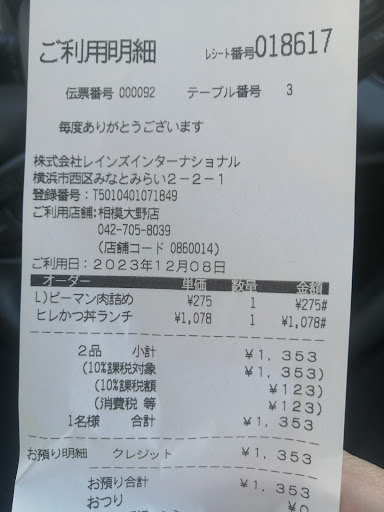 ご利用明細 レシート番号018617
伝票番号 000092 テーブル番号 3
毎度ありがとうございます
株式会社レインズインターナショナル
横浜市西区みなとみらい2-2-1
登録番号：T5010401071849
ご利用店舗:相模大野店
042-705-8039
(店舗コード 0860014)
ご利用日：2023年12月08日
オーダー 単価 数量 金額
L)ピーマン肉詰め ¥275 1 ¥275#
ヒレかつ丼ランチ ¥1,078 1 ¥1,078#
2品 小計 ¥1,353
(10%課税対象 ¥1,353)
(10%課税額 ¥123)
(消費税 等 ¥123)
1名様 合計 ¥1,353
お預り明細 クレジット ¥1,353
お預り合計 ¥1,353
おつり ¥0